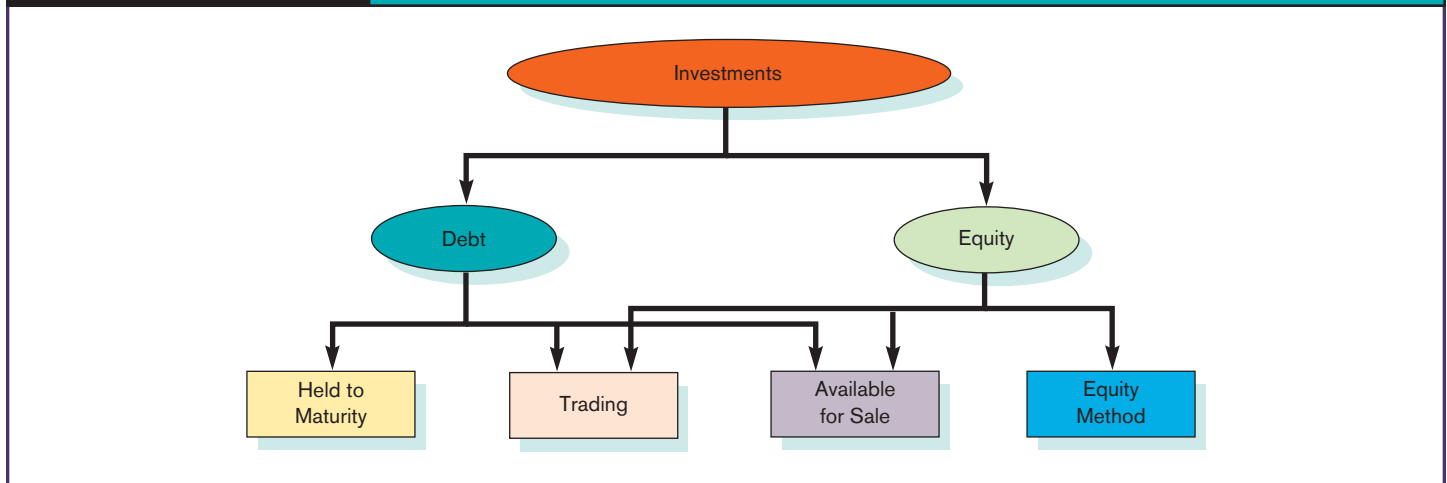 Investments
Debt
Equity
Held to
Maturity
Trading
Available
for Sale
Equity
Method